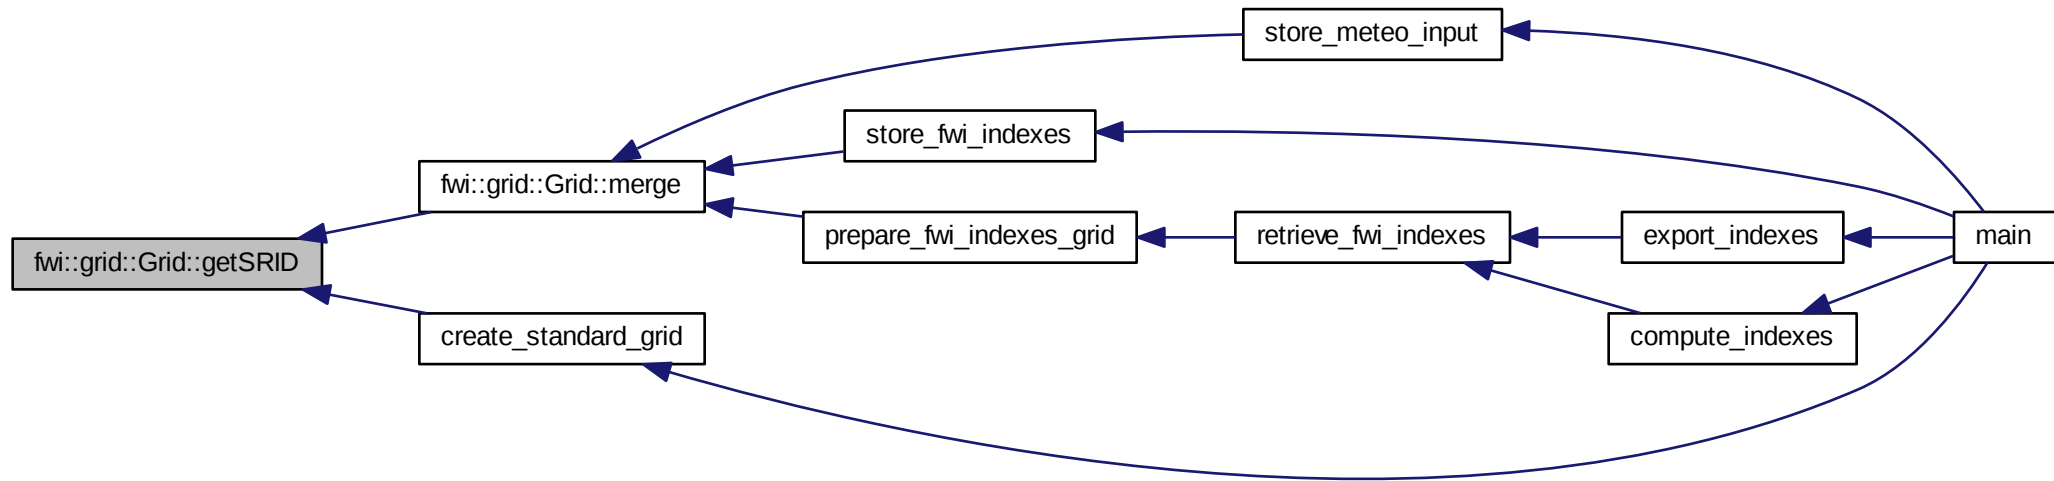 store_meteo_input
store_fwi_indexes
fwi::grid::Grid::merge
prepare_fwi_indexes_grid
retrieve_fwi_indexes
export_indexes
main
fwi::grid::Grid::getSRID
create_standard_grid
compute_indexes